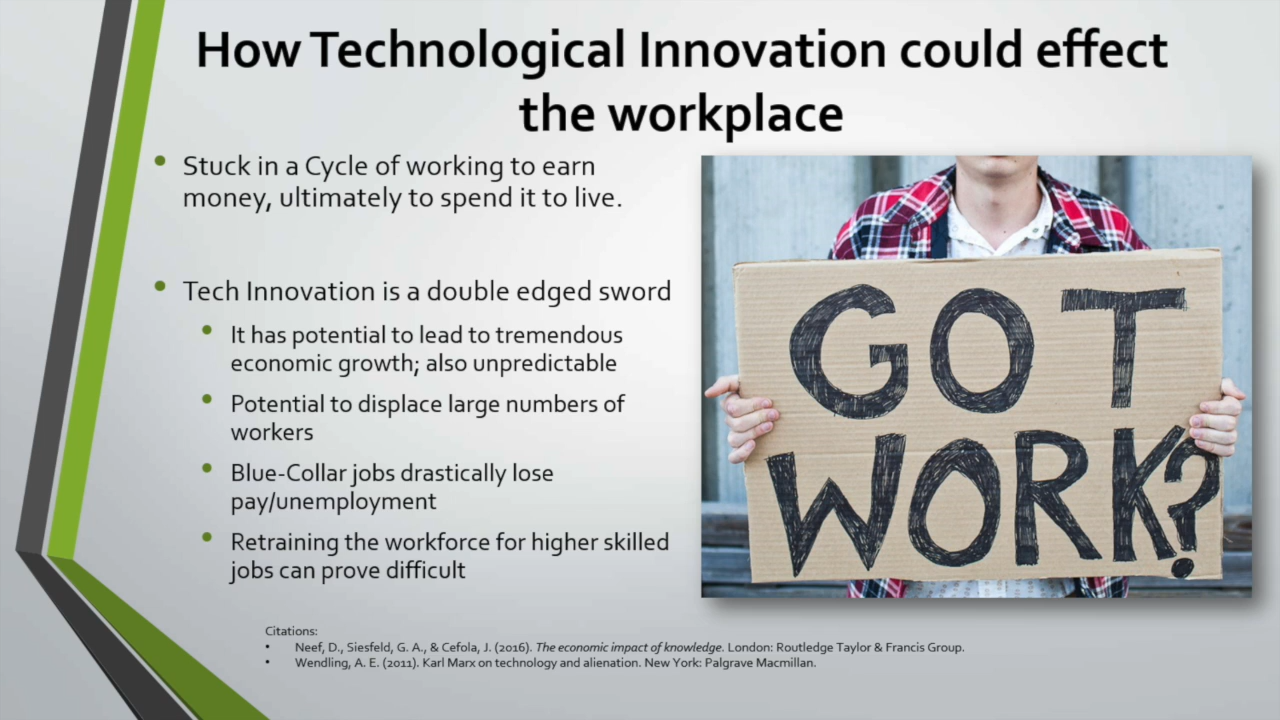 How Technological Innovation could effect
the workplace
• Stuck in a Cycle of working to earn
money, ultimately to spend it to live.
• Tech Innovation is a double edged sword
• It has potential to lead to tremendous
economic growth; also unpredictable
• Potential to displace large numbers of
workers
• Blue-Collar jobs drastically lose
pay/unemployment
• Retraining the workforce for higher skilled
jobs can prove difficult
GOT
WORK?
Citations:
• Neef, D., Siesfeld, G. A., & Cefola, J. (2016). The economic impact of knowledge. London: Routledge Taylor & Francis Group.
• Wendling, A. E. (2011). Karl Marx on technology and alienation. New York: Palgrave Macmillan.